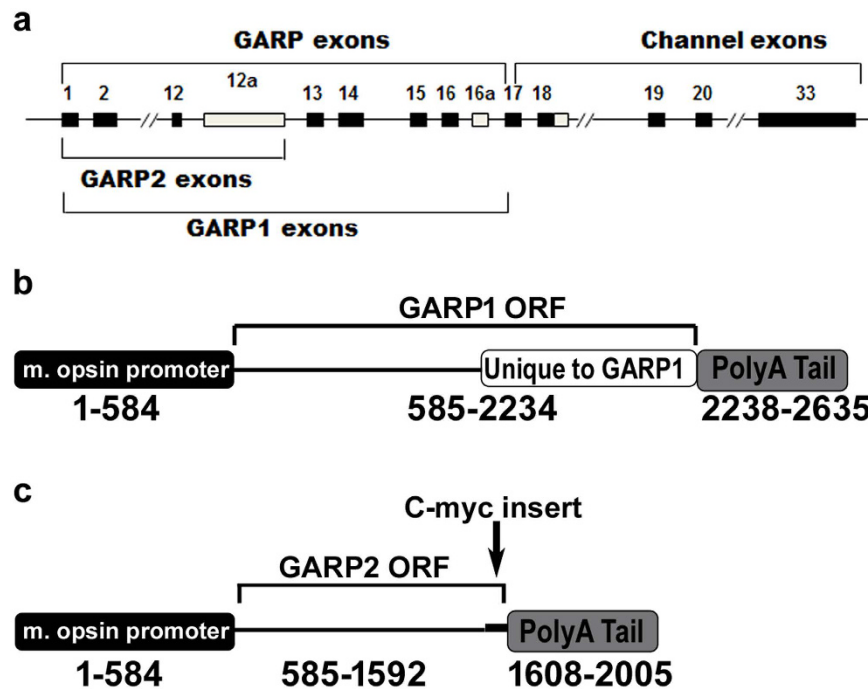 a
GARP exons
Channel exons
1 2 // 12 12a 13 14 15 16 16a 17 18 // 19 20 // 33
GARP2 exons
GARP1 exons
b
GARP1 ORF
m. opsin promoter Unique to GARP1 PolyA Tail
1-584 585-2234 2238-2635
c
C-myc insert
GARP2 ORF
m. opsin promoter PolyA Tail
1-584 585-1592 1608-2005